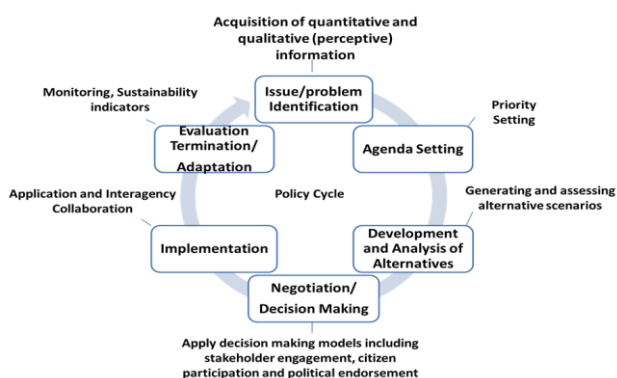 Acquisition of quantitative and
qualitative (perceptive)
information
Issue/problem
Identification
Monitoring, Sustainability
indicators
Priority
Setting
Evaluation
Termination/
Adaptation
Agenda Setting
Application and Interagency
Collaboration
Policy Cycle
Generating and assessing
alternative scenarios
Implementation
Development
and Analysis of
Alternatives
Negotiation/
Decision Making
Apply decision making models including
stakeholder engagement, citizen
participation and political endorsement